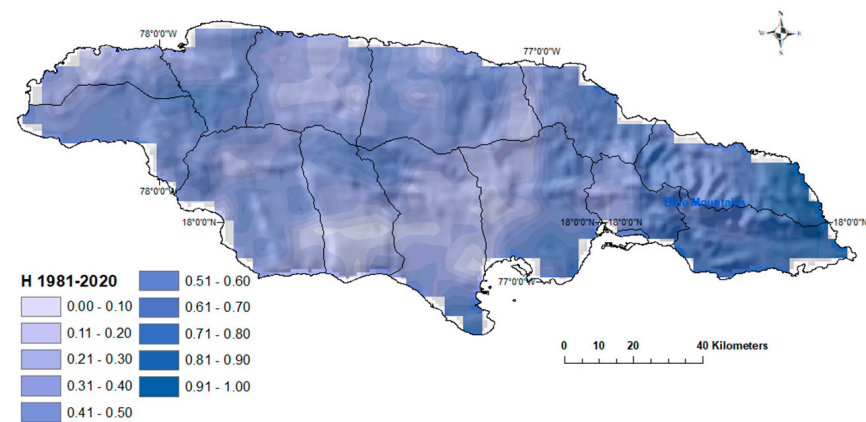 78°0'0"W
N
W E
S
77°0'0"W
78°0'0"W
Blue Mountains
18°0'0"N
18°0'0"N
18°0'0"N
18°0'0"N
77°0'0"W
H 1981-2020
0.00 - 0.10
0.11 - 0.20
0.21 - 0.30
0.31 - 0.40
0.41 - 0.50
0.51 - 0.60
0.61 - 0.70
0.71 - 0.80
0.81 - 0.90
0.91 - 1.00
0 10 20 40 Kilometers